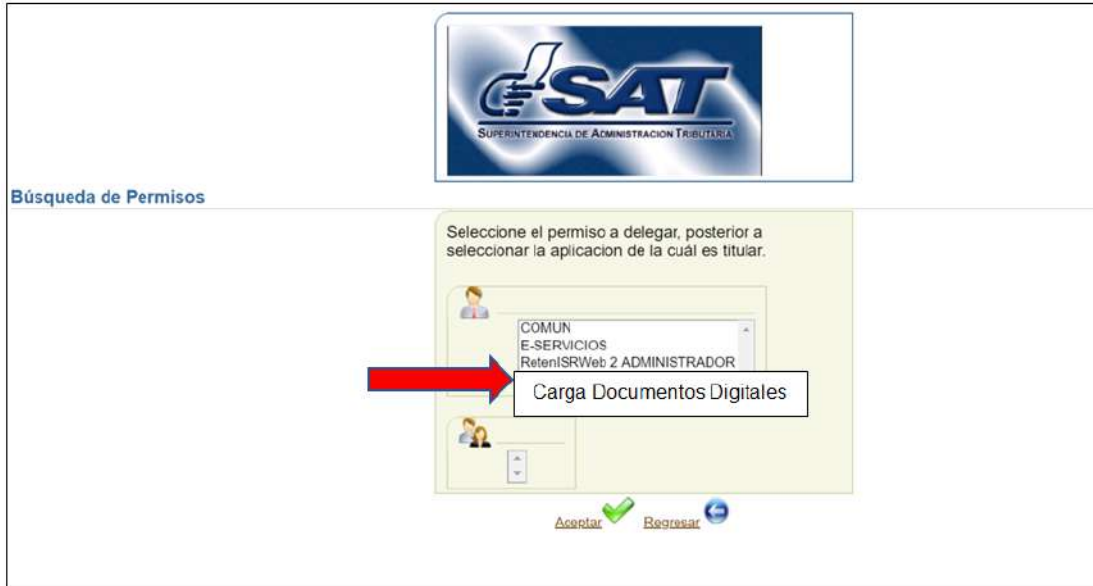 SAT
SUPERINTENDENCIA DE ADMINISTRACION TRIBUTARIA
Búsqueda de Permisos
Seleccione el permiso a delegar, posterior a
seleccionar la aplicacion de la cuál es titular.
COMUN
E-SERVICIOS
RetenISRWeb 2 ADMINISTRADOR
Carga Documentos Digitales
Aceptar Regresar